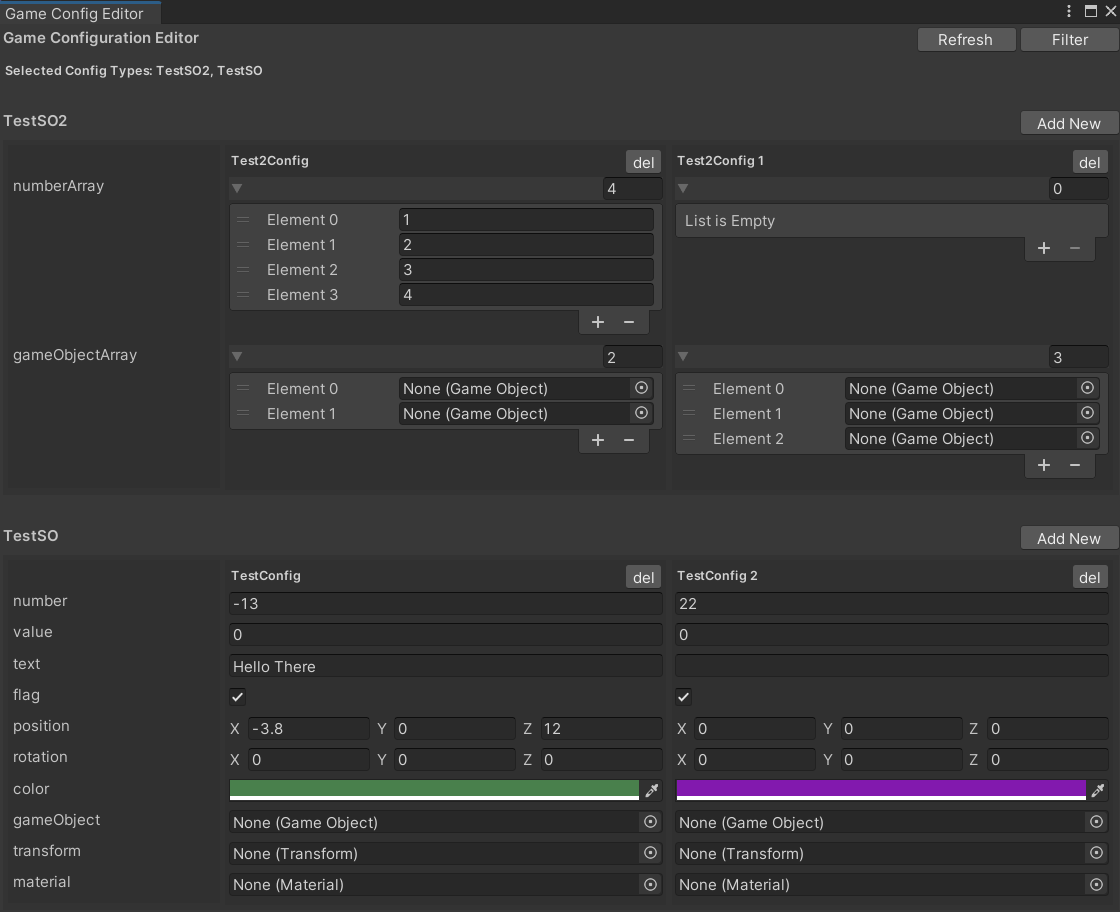 Game Config Editor
Game Configuration Editor Refresh Filter
Selected Config Types: TestSO2, TestSO
TestSO2 Add New
Test2Config del Test2Config 1 del
numberArray 4 0
Element 0 1 List is Empty
Element 1 2 + −
Element 2 3
Element 3 4
+ −
gameObjectArray 2 3
Element 0 None (Game Object) Element 0 None (Game Object)
Element 1 None (Game Object) Element 1 None (Game Object)
+ − Element 2 None (Game Object)
+ −
TestSO Add New
TestConfig del TestConfig 2 del
number -13 22
value 0 0
text Hello There
flag
position X -3.8 Y 0 Z 12 X 0 Y 0 Z 0
rotation X 0 Y 0 Z 0 X 0 Y 0 Z 0
color
gameObject None (Game Object) None (Game Object)
transform None (Transform) None (Transform)
material None (Material) None (Material)